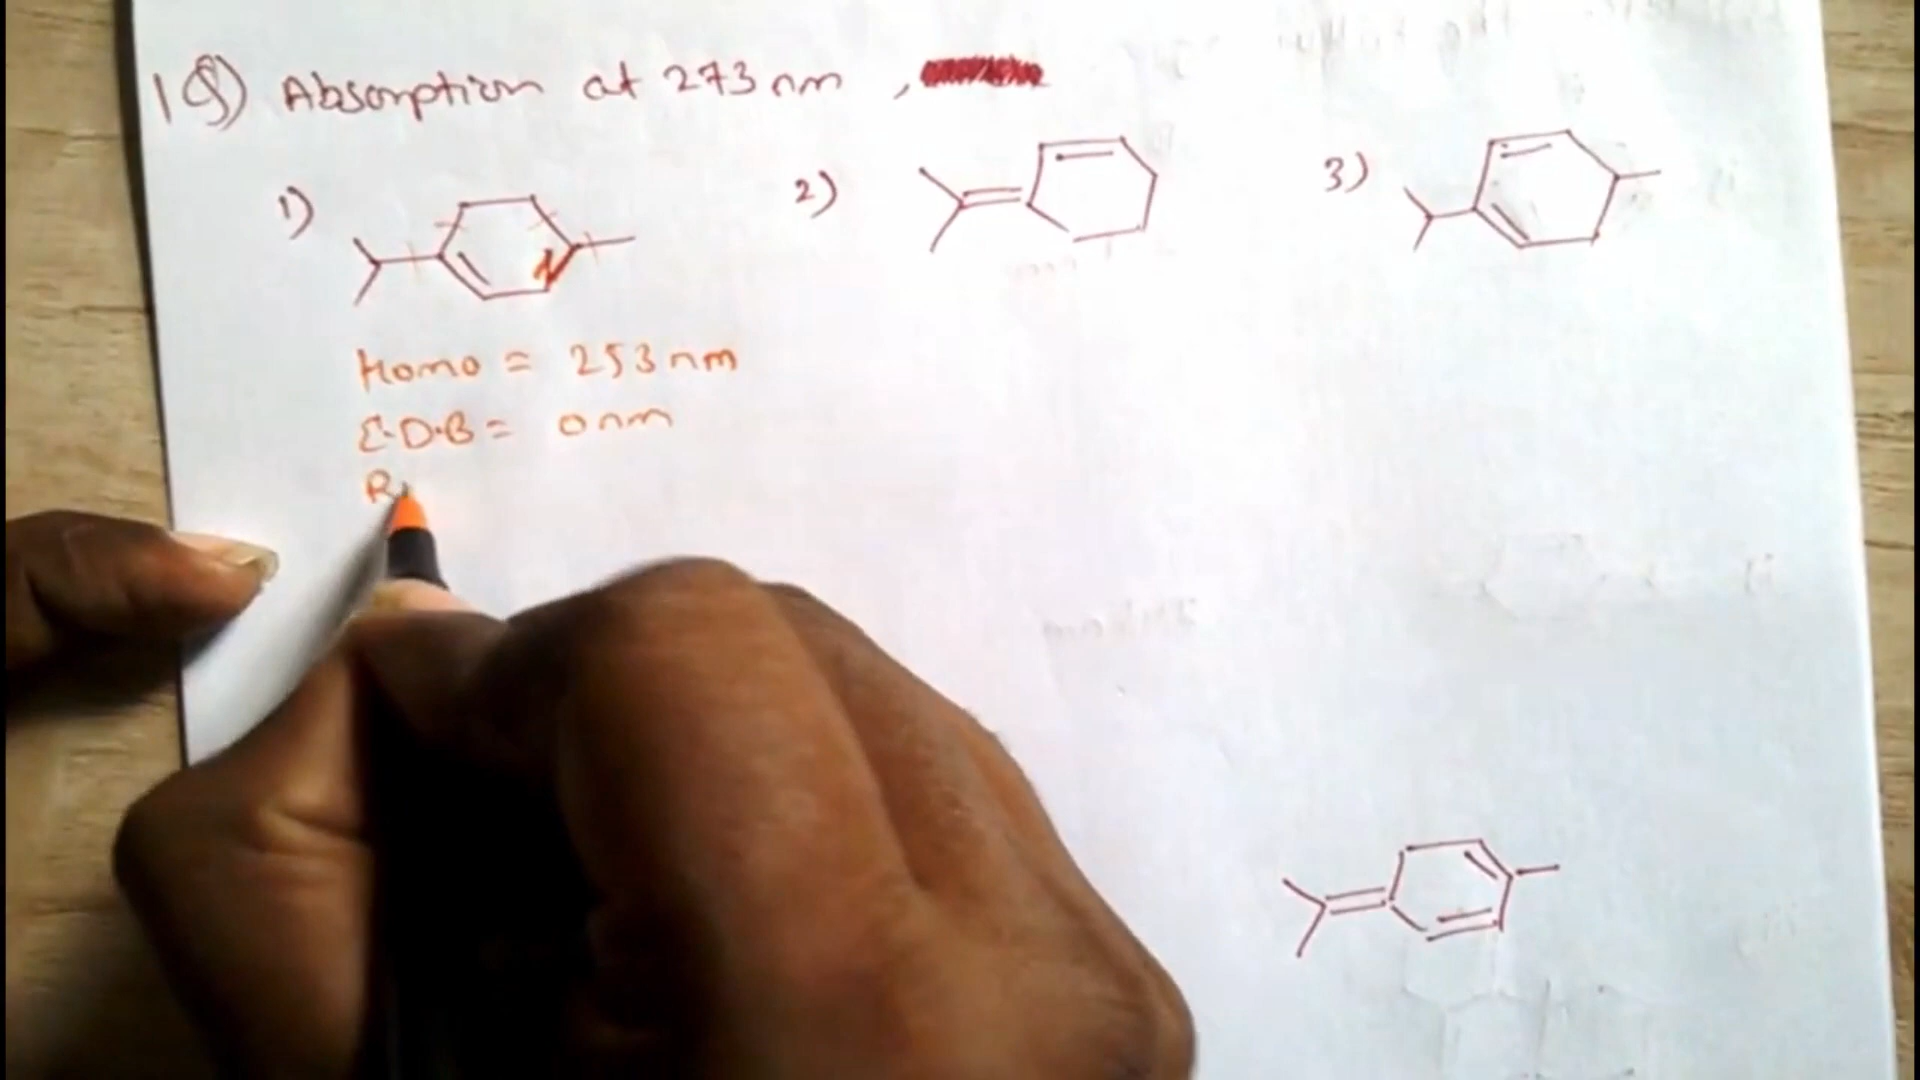 1Q) Absorption at 273 nm ,
1)
2)
3)
Homo = 253 nm
E.D.B = 0 nm
R